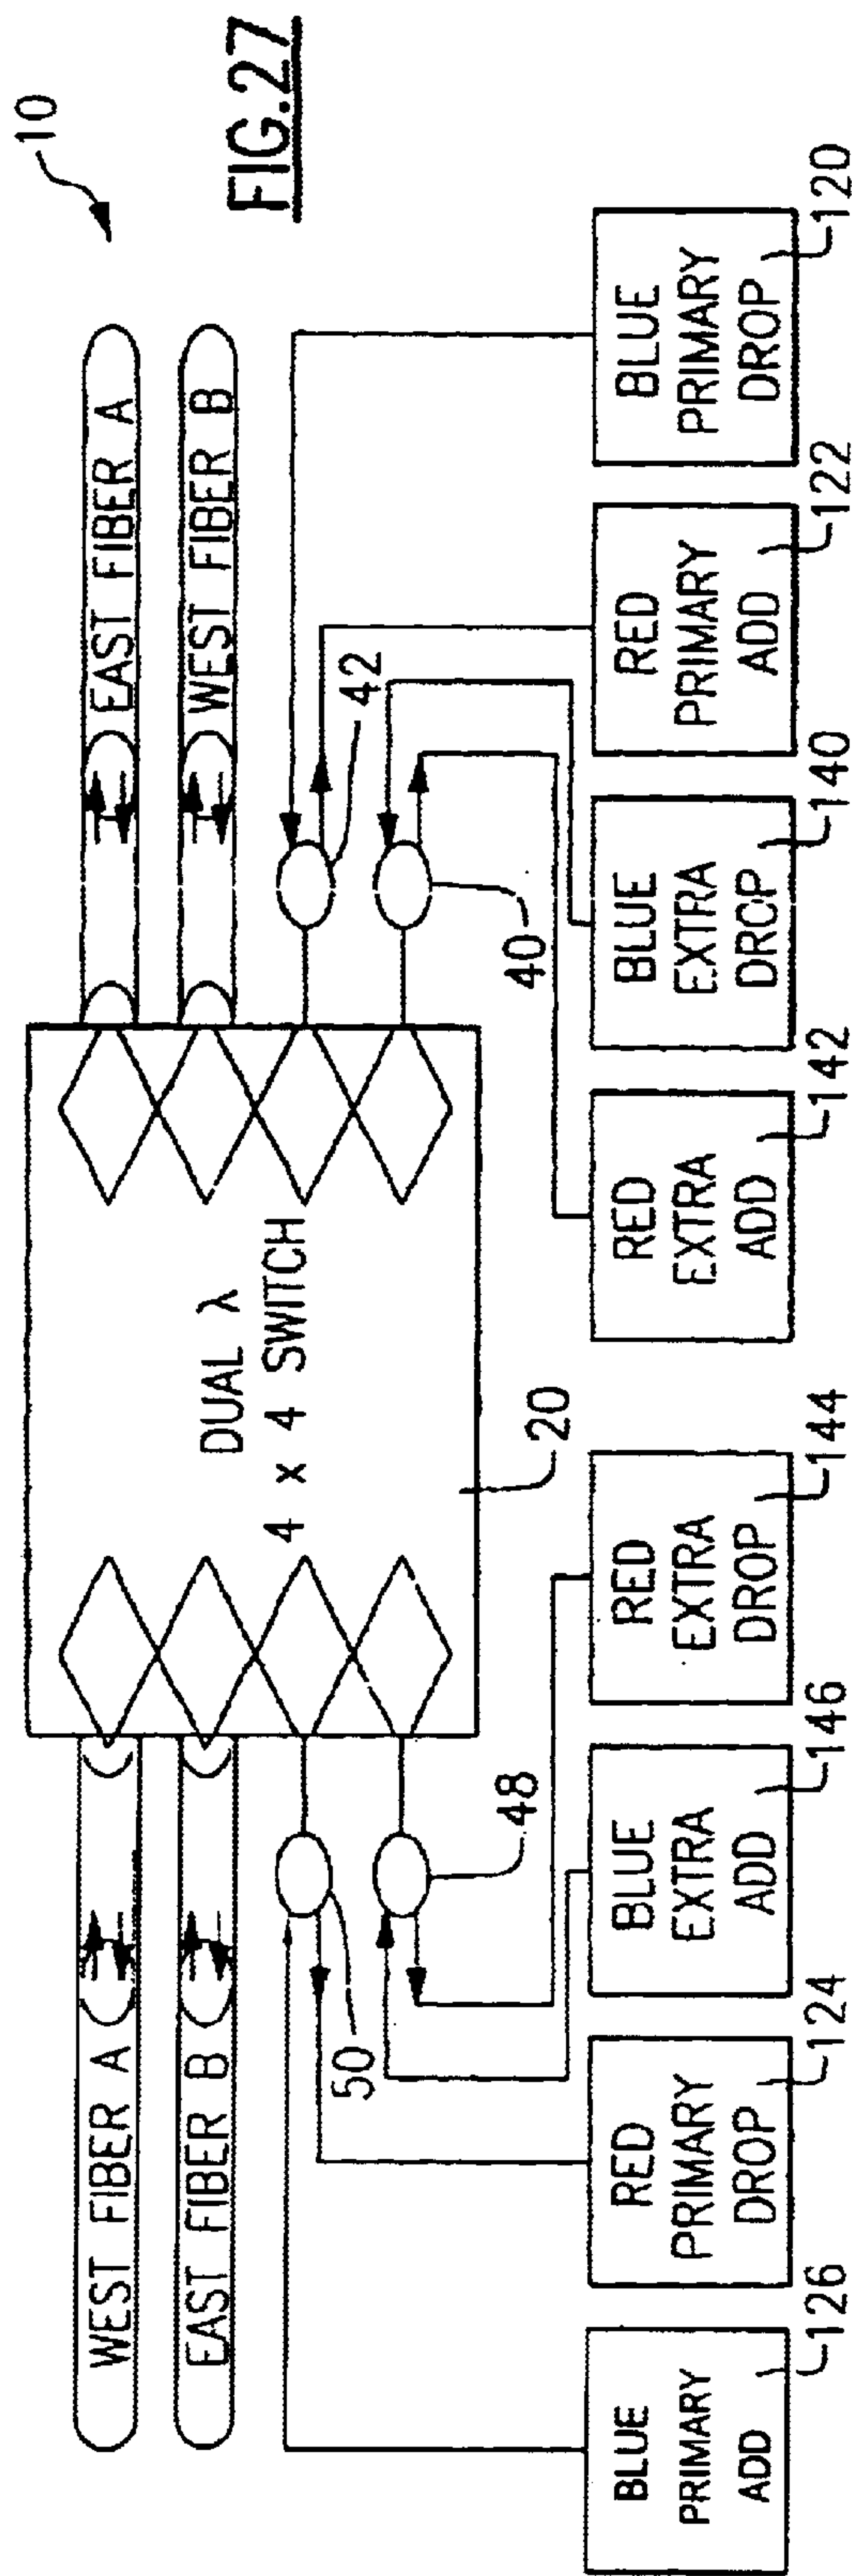 FIG.27
10
WEST FIBER A
EAST FIBER A
EAST FIBER B
WEST FIBER B
DUAL λ
4 x 4 SWITCH
20
50
48
42
40
BLUE
PRIMARY
ADD
126
RED
PRIMARY
DROP
124
BLUE
EXTRA
ADD
146
RED
EXTRA
DROP
144
RED
EXTRA
ADD
142
BLUE
EXTRA
DROP
140
RED
PRIMARY
ADD
122
BLUE
PRIMARY
DROP
120